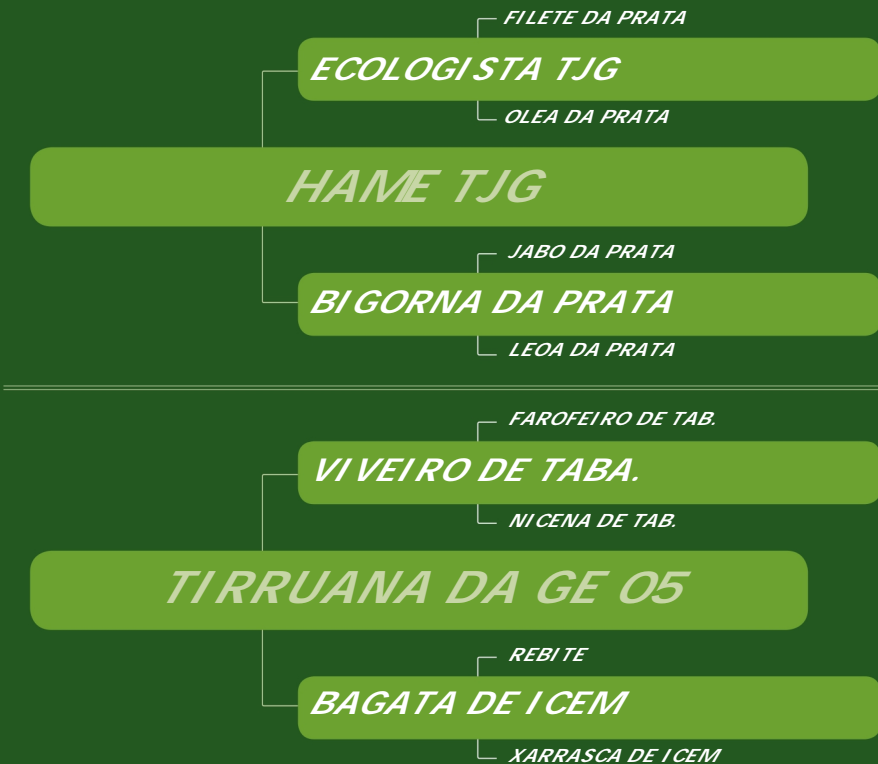 FILETE DA PRATA
ECOLOGISTA TJG
OLEA DA PRATA
HAME TJG
JABO DA PRATA
BIGORNA DA PRATA
LEOA DA PRATA
FAROFEIRO DE TAB.
VIVEIRO DE TABA.
NICENA DE TAB.
TIRRUANA DA GE O5
REBITE
BAGATA DE ICEM
XARRASCA DE ICEM